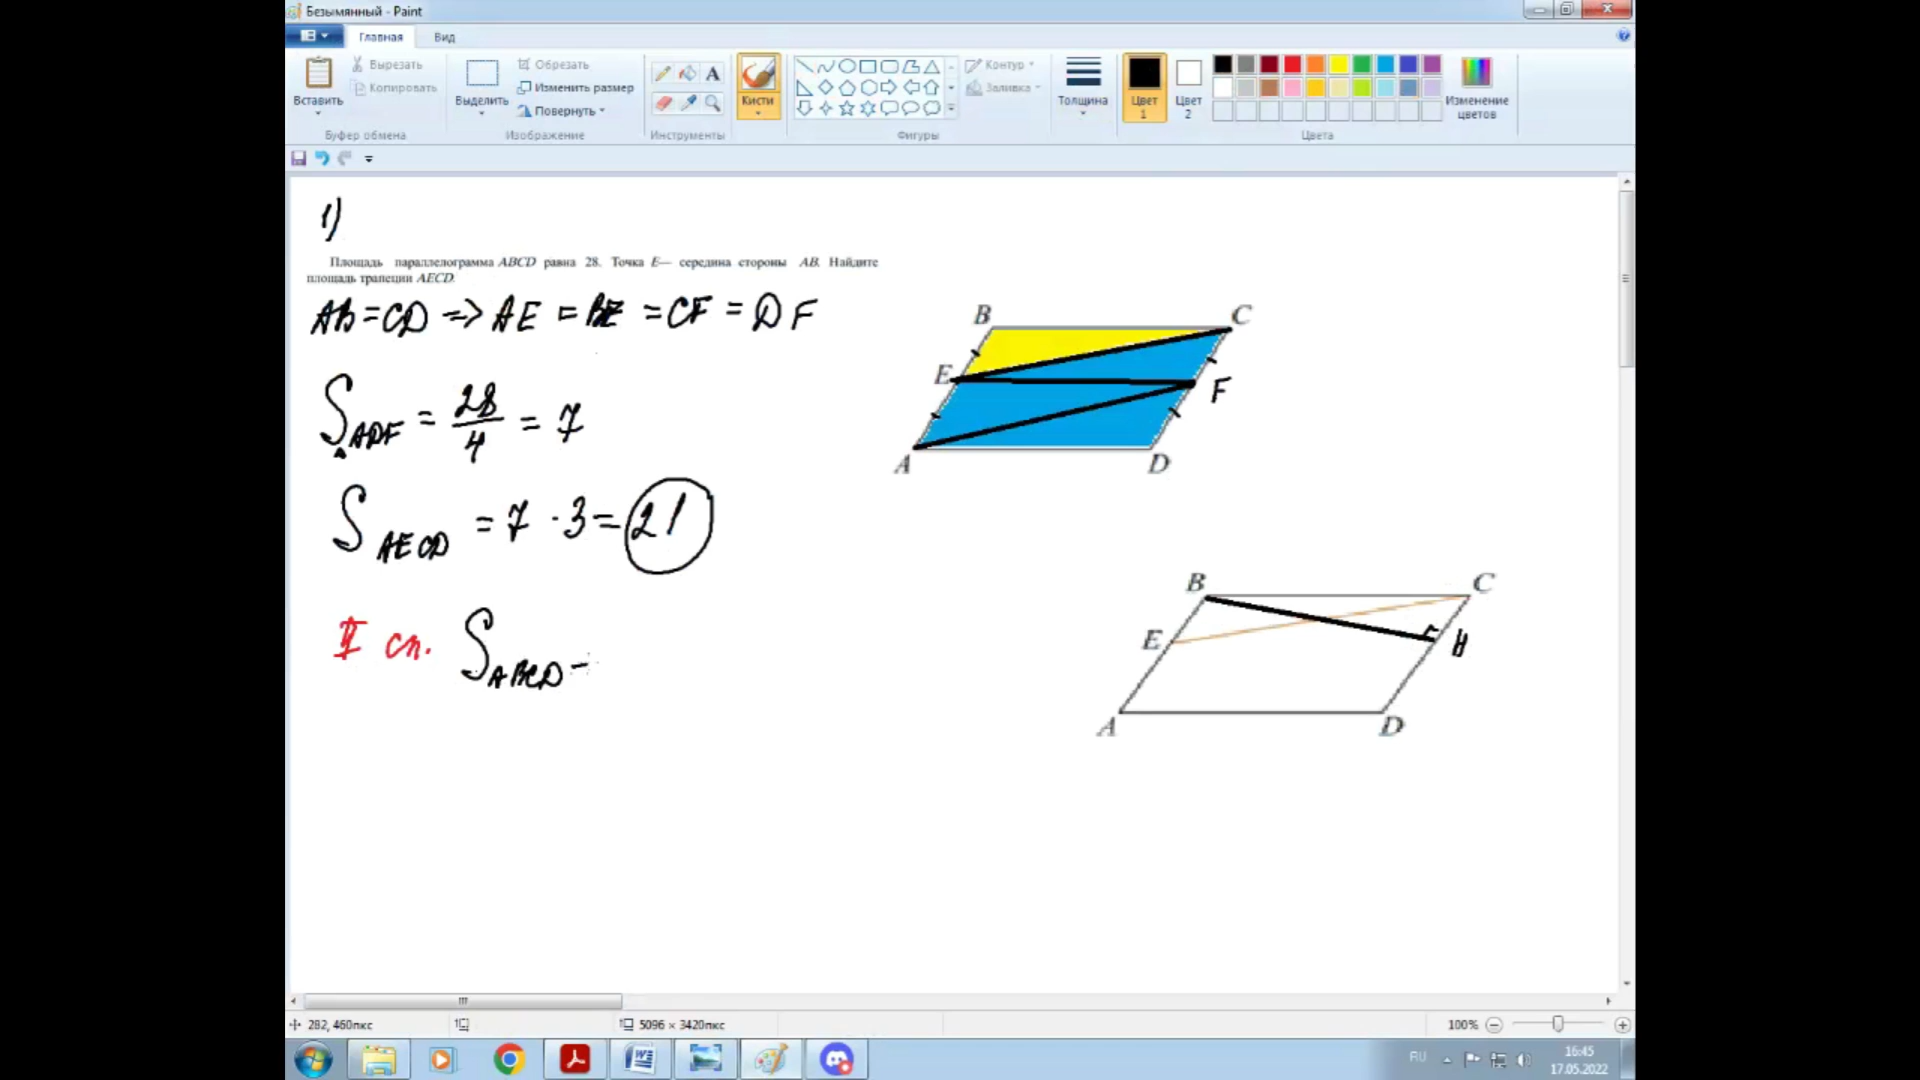 Безымянный - Paint
Главная Вид
Вставить
Вырезать
Копировать
Буфер обмена
Выделить
Обрезать
Изменить размер
Повернуть
Изображение
A
Инструменты
Кисти
Контур
Заливка
Фигуры
Толщина
Цвет 1
Цвет 2
Изменение цветов
Цвета
1)
Площадь параллелограмма ABCD равна 28. Точка E— середина стороны AB. Найдите
площадь трапеции AECD.
AB = CD => AE = BE = CF = DF
S ADF = 28/4 = 7
S AECD = 7 · 3 = 21
II сп. S ABCD =
B C
E F
A D
B C
E H
A D
282, 460пкс
5096 × 3420пкс
100%
RU
16:45
17.05.2022